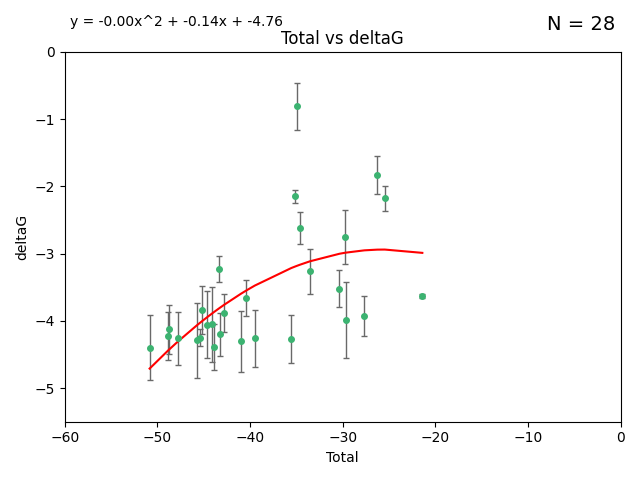 y = -0.00x^2 + -0.14x + -4.76
N = 28
Total vs deltaG
0
−1
−2
−3
−4
−5
deltaG
−60 −50 −40 −30 −20 −10 0
Total